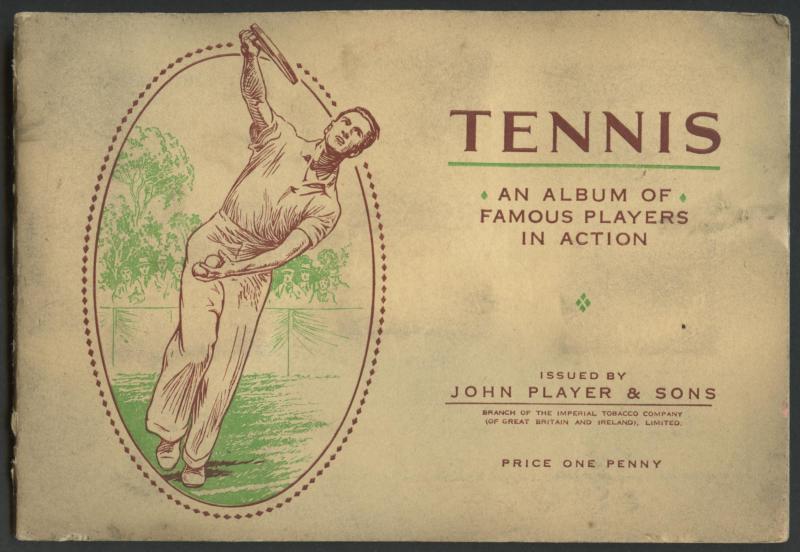 TENNIS
AN ALBUM OF
FAMOUS PLAYERS
IN ACTION
ISSUED BY
JOHN PLAYER & SONS
BRANCH OF THE IMPERIAL TOBACCO COMPANY
(OF GREAT BRITAIN AND IRELAND), LIMITED.
PRICE ONE PENNY